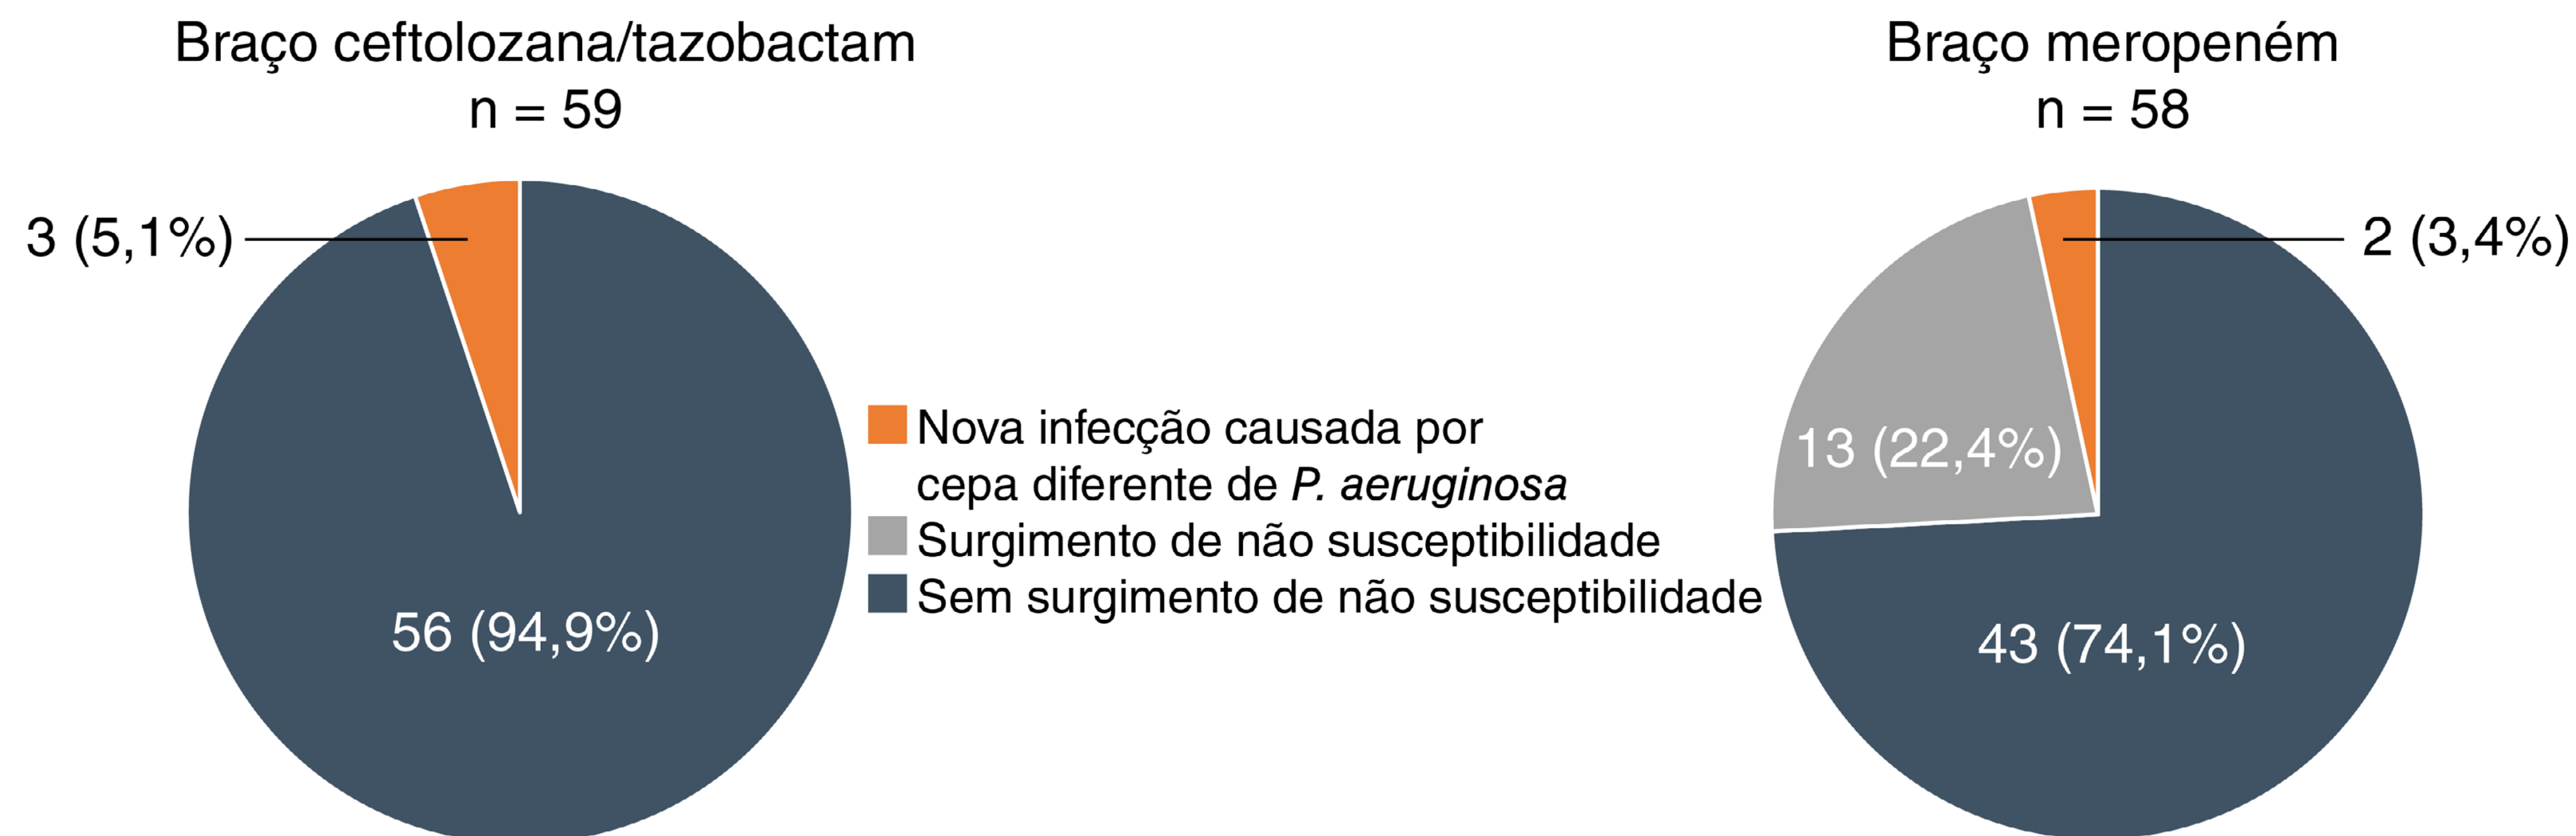 Braço ceftolozana/tazobactam
n = 59
3 (5,1%)
56 (94,9%)
Nova infecção causada por
cepa diferente de P. aeruginosa
Surgimento de não susceptibilidade
Sem surgimento de não susceptibilidade
Braço meropeném
n = 58
2 (3,4%)
13 (22,4%)
43 (74,1%)